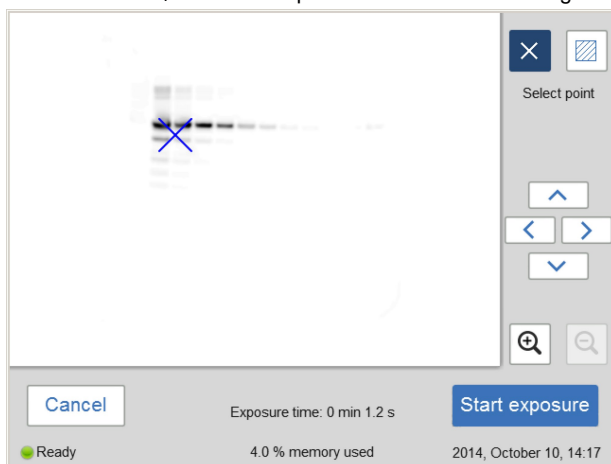 Select point
Cancel
Exposure time: 0 min 1.2 s
Start exposure
Ready
4.0 % memory used
2014, October 10, 14:17